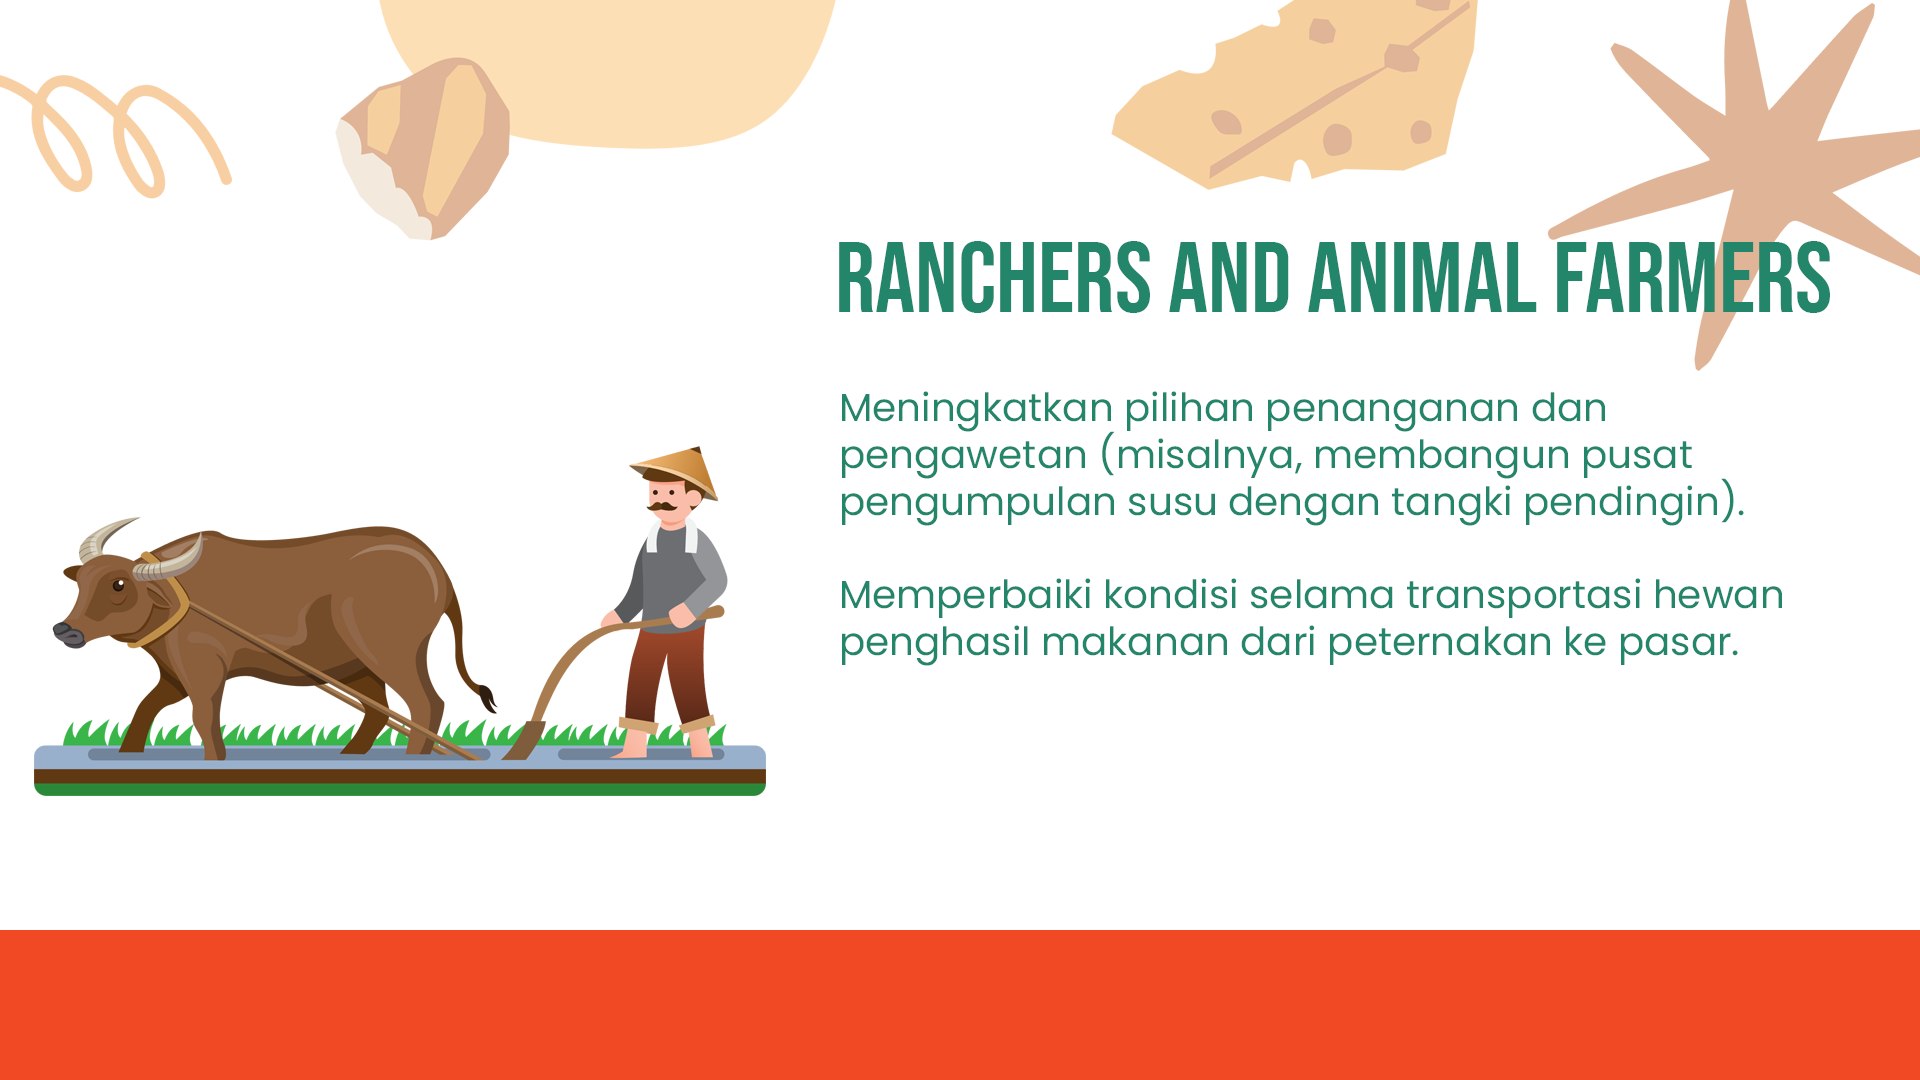 RANCHERS AND ANIMAL FARMERS
Meningkatkan pilihan penanganan dan
pengawetan (misalnya, membangun pusat
pengumpulan susu dengan tangki pendingin).
Memperbaiki kondisi selama transportasi hewan
penghasil makanan dari peternakan ke pasar.